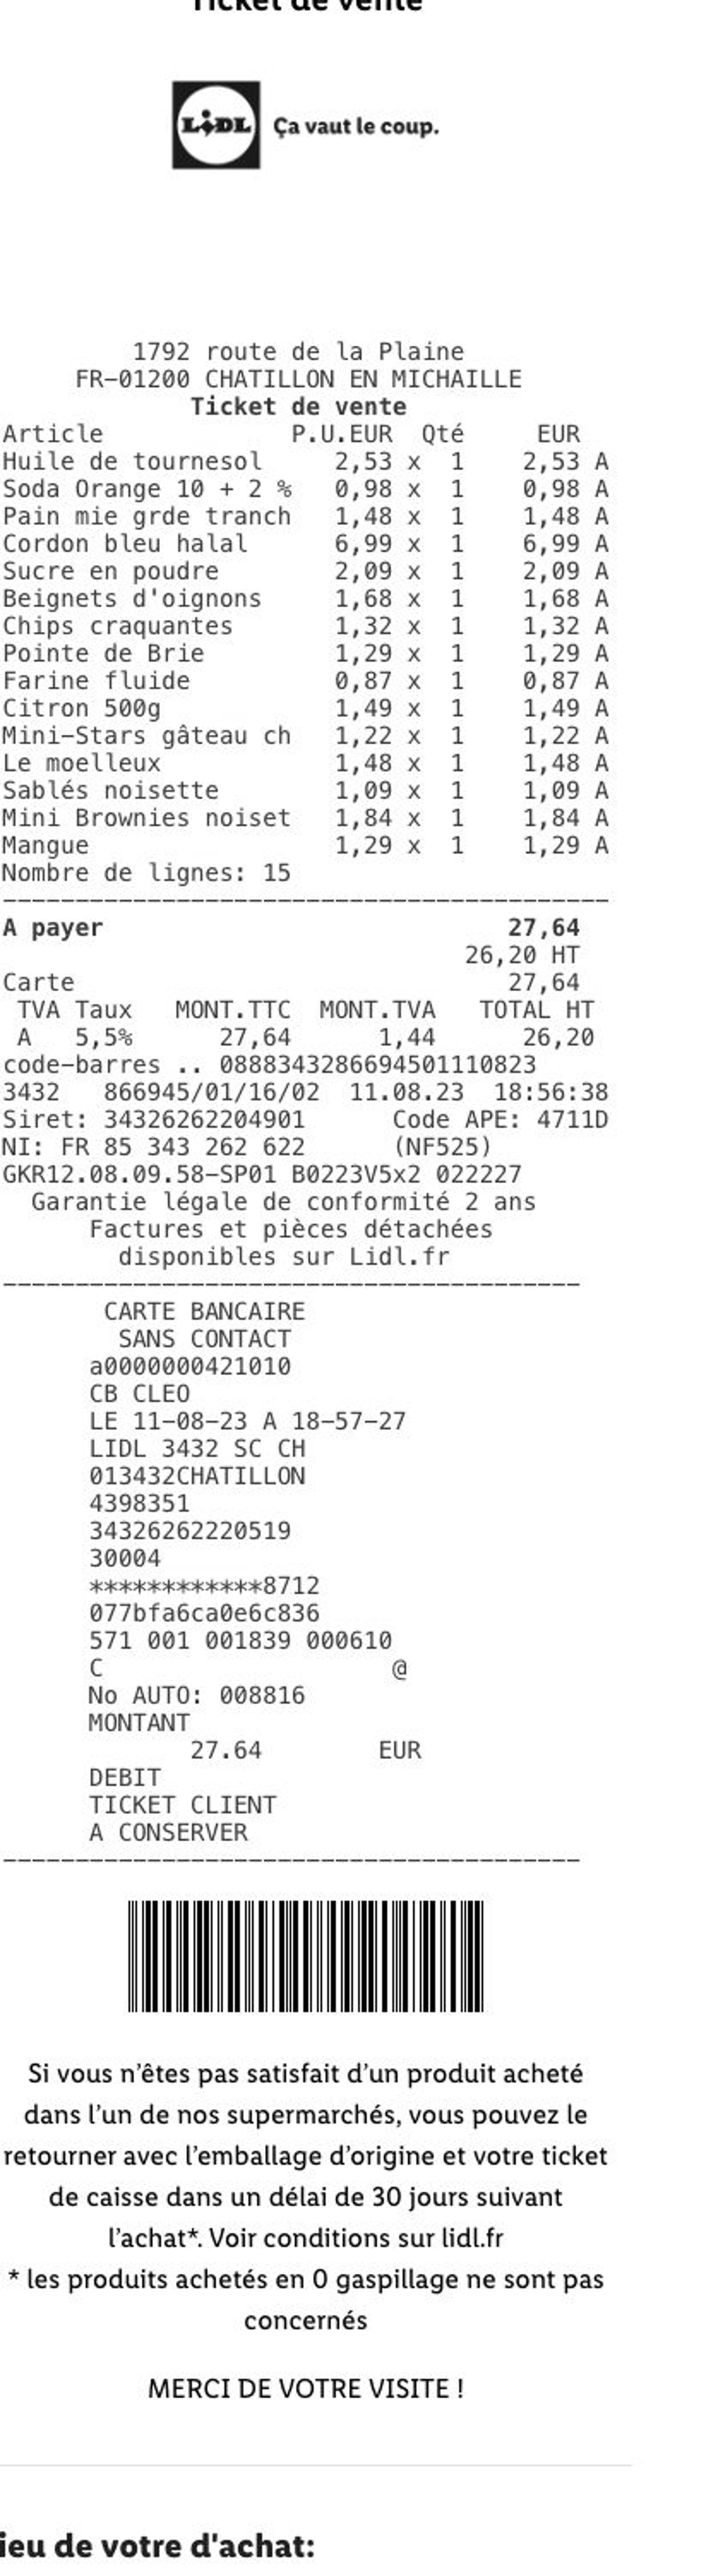 Ticket de vente
LIDL Ça vaut le coup.
1792 route de la Plaine
FR-01200 CHATILLON EN MICHAILLE
Ticket de vente
Article P.U.EUR Qté EUR
Huile de tournesol 2,53 x 1 2,53 A
Soda Orange 10 + 2 % 0,98 x 1 0,98 A
Pain mie grde tranch 1,48 x 1 1,48 A
Cordon bleu halal 6,99 x 1 6,99 A
Sucre en poudre 2,09 x 1 2,09 A
Beignets d'oignons 1,68 x 1 1,68 A
Chips craquantes 1,32 x 1 1,32 A
Pointe de Brie 1,29 x 1 1,29 A
Farine fluide 0,87 x 1 0,87 A
Citron 500g 1,49 x 1 1,49 A
Mini-Stars gâteau ch 1,22 x 1 1,22 A
Le moelleux 1,48 x 1 1,48 A
Sablés noisette 1,09 x 1 1,09 A
Mini Brownies noiset 1,84 x 1 1,84 A
Mangue 1,29 x 1 1,29 A
Nombre de lignes: 15
A payer 27,64
26,20 HT
Carte 27,64
TVA Taux MONT.TTC MONT.TVA TOTAL HT
A 5,5% 27,64 1,44 26,20
code-barres .. 0888343286694501110823
3432 866945/01/16/02 11.08.23 18:56:38
Siret: 34326262204901 Code APE: 4711D
NI: FR 85 343 262 622 (NF525)
GKR12.08.09.58-SP01 B0223V5x2 022227
Garantie légale de conformité 2 ans
Factures et pièces détachées
disponibles sur Lidl.fr
CARTE BANCAIRE
SANS CONTACT
a0000000421010
CB CLEO
LE 11-08-23 A 18-57-27
LIDL 3432 SC CH
013432CHATILLON
4398351
34326262220519
30004
************8712
077bfa6ca0e6c836
571 001 001839 000610
C @
No AUTO: 008816
MONTANT
27.64 EUR
DEBIT
TICKET CLIENT
A CONSERVER
Si vous n'êtes pas satisfait d'un produit acheté
dans l'un de nos supermarchés, vous pouvez le
retourner avec l'emballage d'origine et votre ticket
de caisse dans un délai de 30 jours suivant
l'achat*. Voir conditions sur lidl.fr
* les produits achetés en 0 gaspillage ne sont pas
concernés
MERCI DE VOTRE VISITE !
ieu de votre d'achat: